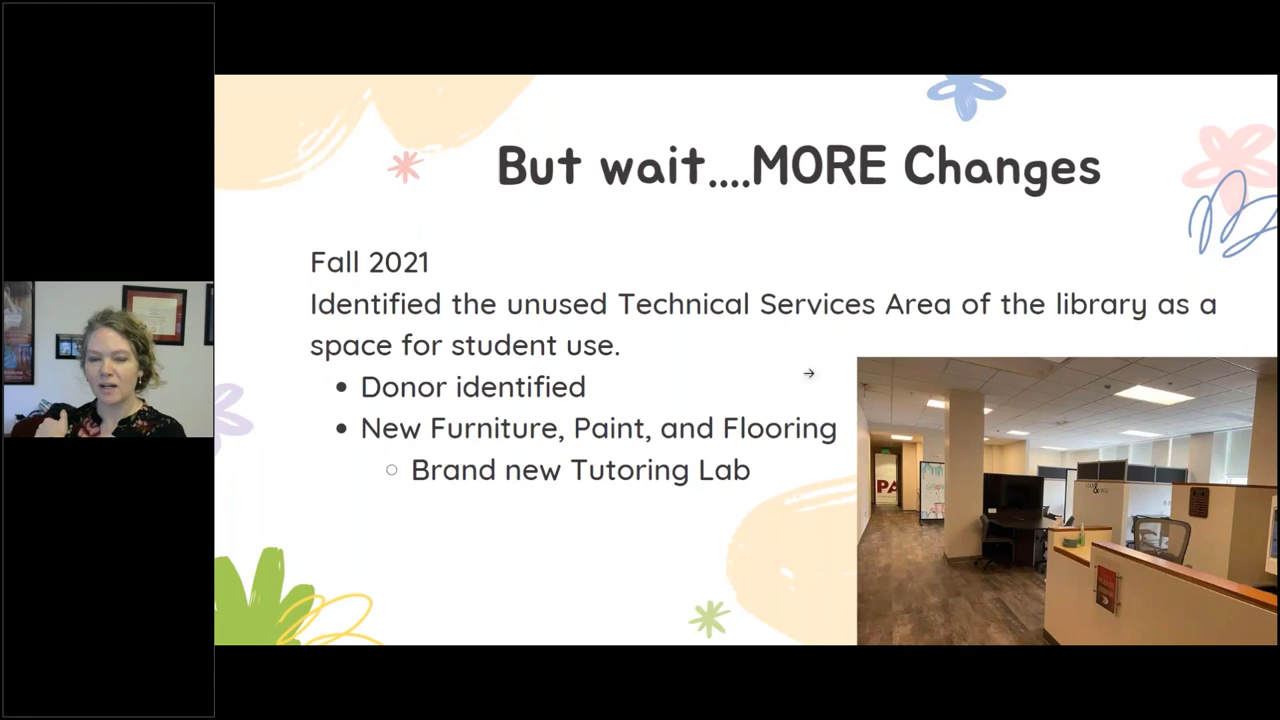 But wait....MORE Changes
Fall 2021
Identified the unused Technical Services Area of the library as a
space for student use.
• Donor identified
• New Furniture, Paint, and Flooring
○ Brand new Tutoring Lab
PA